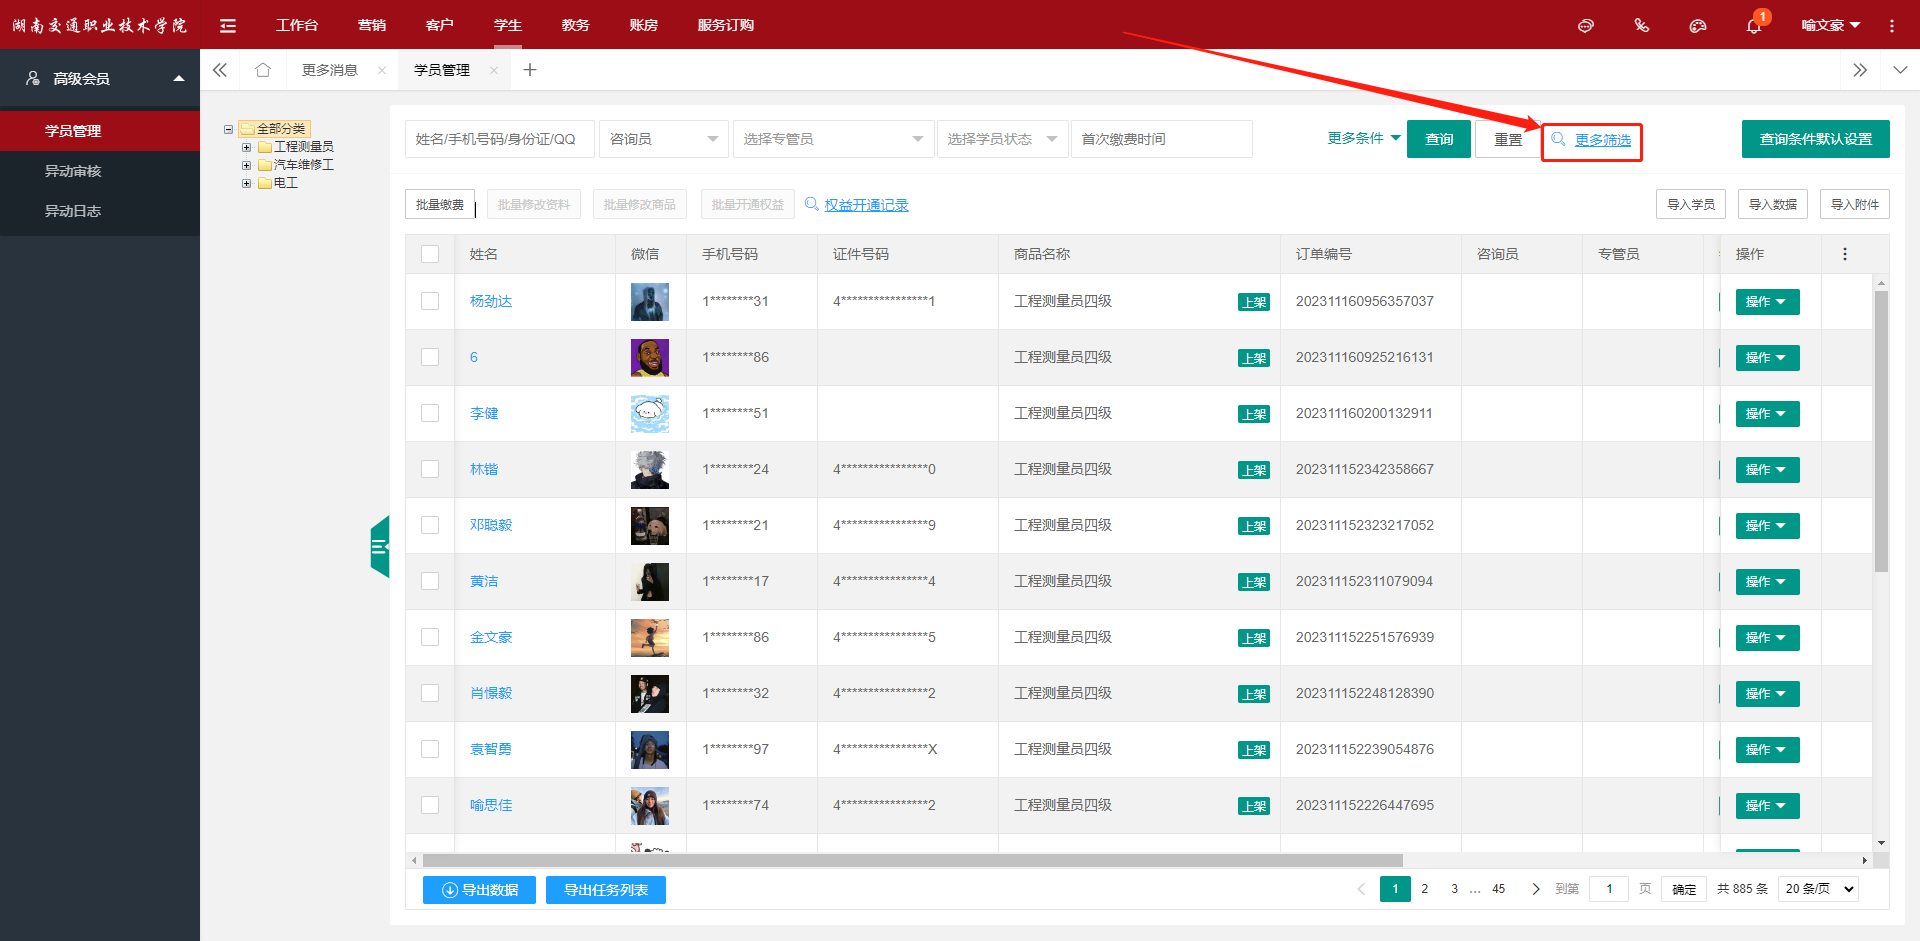 湖南交通职业技术学院
工作台 营销 客户 学生 教务 账房 服务订购
1
喻文豪
高级会员
学员管理
异动审核
异动日志
更多消息 × 学员管理 ×
全部分类
工程测量员
汽车维修工
电工
姓名/手机号码/身份证/QQ 咨询员 选择专管员 选择学员状态 首次缴费时间 更多条件 查询 重置 更多筛选 查询条件默认设置
批量缴费 批量修改资料 批量修改商品 批量开通权益 权益开通记录 导入学员 导入数据 导入附件
姓名 微信 手机号码 证件号码 商品名称 订单编号 咨询员 专管员 操作
杨劲达 1********31 4****************1 工程测量员四级 上架 202311160956357037 操作
6 1********86 工程测量员四级 上架 202311160925216131 操作
李健 1********51 工程测量员四级 上架 202311160200132911 操作
林锴 1********24 4****************0 工程测量员四级 上架 202311152342358667 操作
邓聪毅 1********21 4****************9 工程测量员四级 上架 202311152323217052 操作
黄洁 1********17 4****************4 工程测量员四级 上架 202311152311079094 操作
金文豪 1********86 4****************5 工程测量员四级 上架 202311152251576939 操作
肖憬毅 1********32 4****************2 工程测量员四级 上架 202311152248128390 操作
袁智勇 1********97 4****************X 工程测量员四级 上架 202311152239054876 操作
喻思佳 1********74 4****************2 工程测量员四级 上架 202311152226447695 操作
导出数据 导出任务列表 1 2 3 ... 45 到第 1 页 确定 共 885 条 20 条/页